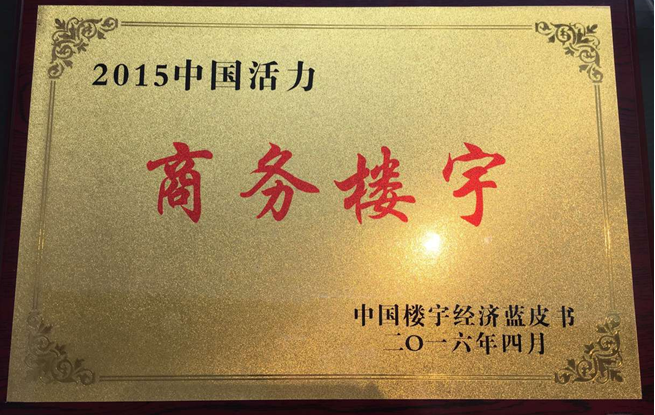 2015中国活力
商务楼宇
中国楼宇经济蓝皮书
二〇一六年四月